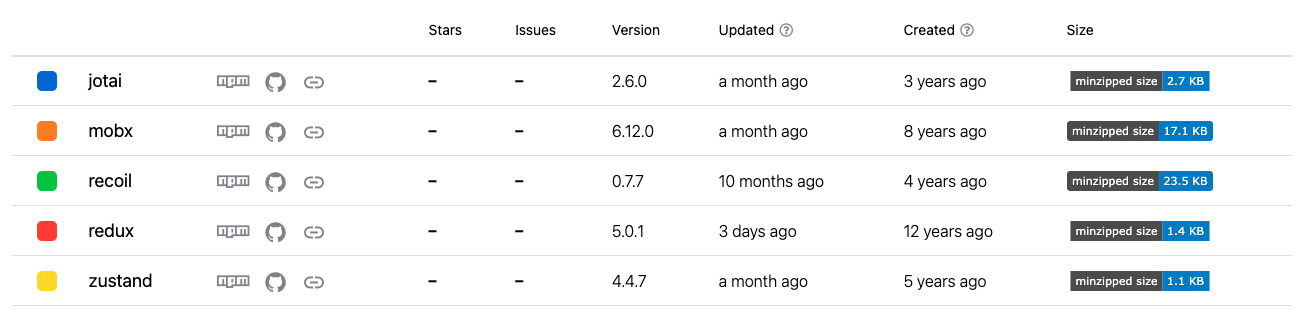 Stars Issues Version Updated ? Created ? Size
jotai npm – – 2.6.0 a month ago 3 years ago minzipped size 2.7 KB
mobx npm – – 6.12.0 a month ago 8 years ago minzipped size 17.1 KB
recoil npm – – 0.7.7 10 months ago 4 years ago minzipped size 23.5 KB
redux npm – – 5.0.1 3 days ago 12 years ago minzipped size 1.4 KB
zustand npm – – 4.4.7 a month ago 5 years ago minzipped size 1.1 KB